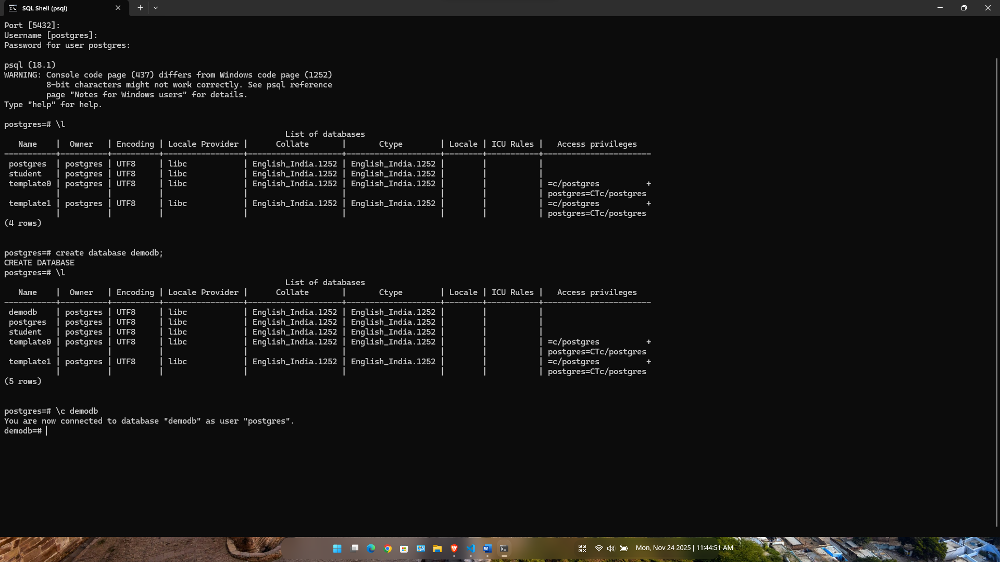 SQL Shell (psql)
Port [5432]:
Username [postgres]:
Password for user postgres:
psql (18.1)
WARNING: Console code page (437) differs from Windows code page (1252)
         8-bit characters might not work correctly. See psql reference
         page "Notes for Windows users" for details.
Type "help" for help.
postgres=# \l
                                                            List of databases
   Name    |  Owner   | Encoding | Locale Provider |      Collate       |       Ctype        | Locale | ICU Rules |   Access privileges
-----------+----------+----------+-----------------+--------------------+--------------------+--------+-----------+-----------------------
 postgres  | postgres | UTF8     | libc            | English_India.1252 | English_India.1252 |        |           |
 student   | postgres | UTF8     | libc            | English_India.1252 | English_India.1252 |        |           |
 template0 | postgres | UTF8     | libc            | English_India.1252 | English_India.1252 |        |           | =c/postgres          +
           |          |          |                 |                    |                    |        |           | postgres=CTc/postgres
 template1 | postgres | UTF8     | libc            | English_India.1252 | English_India.1252 |        |           | =c/postgres          +
           |          |          |                 |                    |                    |        |           | postgres=CTc/postgres
(4 rows)
postgres=# create database demodb;
CREATE DATABASE
postgres=# \l
                                                            List of databases
   Name    |  Owner   | Encoding | Locale Provider |      Collate       |       Ctype        | Locale | ICU Rules |   Access privileges
-----------+----------+----------+-----------------+--------------------+--------------------+--------+-----------+-----------------------
 demodb    | postgres | UTF8     | libc            | English_India.1252 | English_India.1252 |        |           |
 postgres  | postgres | UTF8     | libc            | English_India.1252 | English_India.1252 |        |           |
 student   | postgres | UTF8     | libc            | English_India.1252 | English_India.1252 |        |           |
 template0 | postgres | UTF8     | libc            | English_India.1252 | English_India.1252 |        |           | =c/postgres          +
           |          |          |                 |                    |                    |        |           | postgres=CTc/postgres
 template1 | postgres | UTF8     | libc            | English_India.1252 | English_India.1252 |        |           | =c/postgres          +
           |          |          |                 |                    |                    |        |           | postgres=CTc/postgres
(5 rows)
postgres=# \c demodb
You are now connected to database "demodb" as user "postgres".
demodb=#
Mon, Nov 24 2025 | 11:44:51 AM